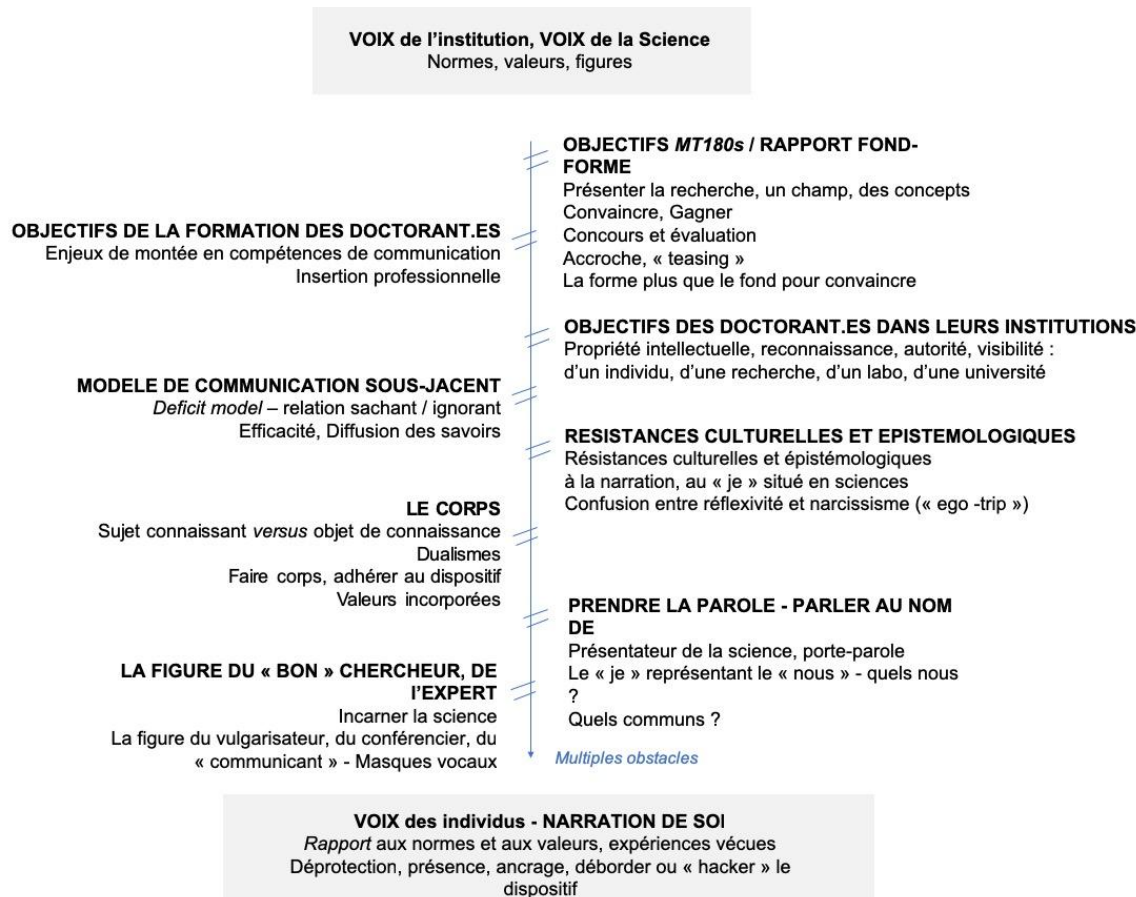 VOIX de l’institution, VOIX de la Science
Normes, valeurs, figures
OBJECTIFS MT180s / RAPPORT FOND-
FORME
Présenter la recherche, un champ, des concepts
Convaincre, Gagner
Concours et évaluation
Accroche, « teasing »
La forme plus que le fond pour convaincre
OBJECTIFS DE LA FORMATION DES DOCTORANT.ES
Enjeux de montée en compétences de communication
Insertion professionnelle
OBJECTIFS DES DOCTORANT.ES DANS LEURS INSTITUTIONS
Propriété intellectuelle, reconnaissance, autorité, visibilité :
d’un individu, d’une recherche, d’un labo, d’une université
MODELE DE COMMUNICATION SOUS-JACENT
Deficit model – relation sachant / ignorant
Efficacité, Diffusion des savoirs
RESISTANCES CULTURELLES ET EPISTEMOLOGIQUES
Résistances culturelles et épistémologiques
à la narration, au « je » situé en sciences
Confusion entre réflexivité et narcissisme (« ego -trip »)
LE CORPS
Sujet connaissant versus objet de connaissance
Dualismes
Faire corps, adhérer au dispositif
Valeurs incorporées
PRENDRE LA PAROLE - PARLER AU NOM
DE
Présentateur de la science, porte-parole
Le « je » représentant le « nous » - quels nous
?
Quels communs ?
LA FIGURE DU « BON » CHERCHEUR, DE
l’EXPERT
Incarner la science
La figure du vulgarisateur, du conférencier, du
« communicant » - Masques vocaux
Multiples obstacles
VOIX des individus - NARRATION DE SOI
Rapport aux normes et aux valeurs, expériences vécues
Déprotection, présence, ancrage, déborder ou « hacker » le
dispositif